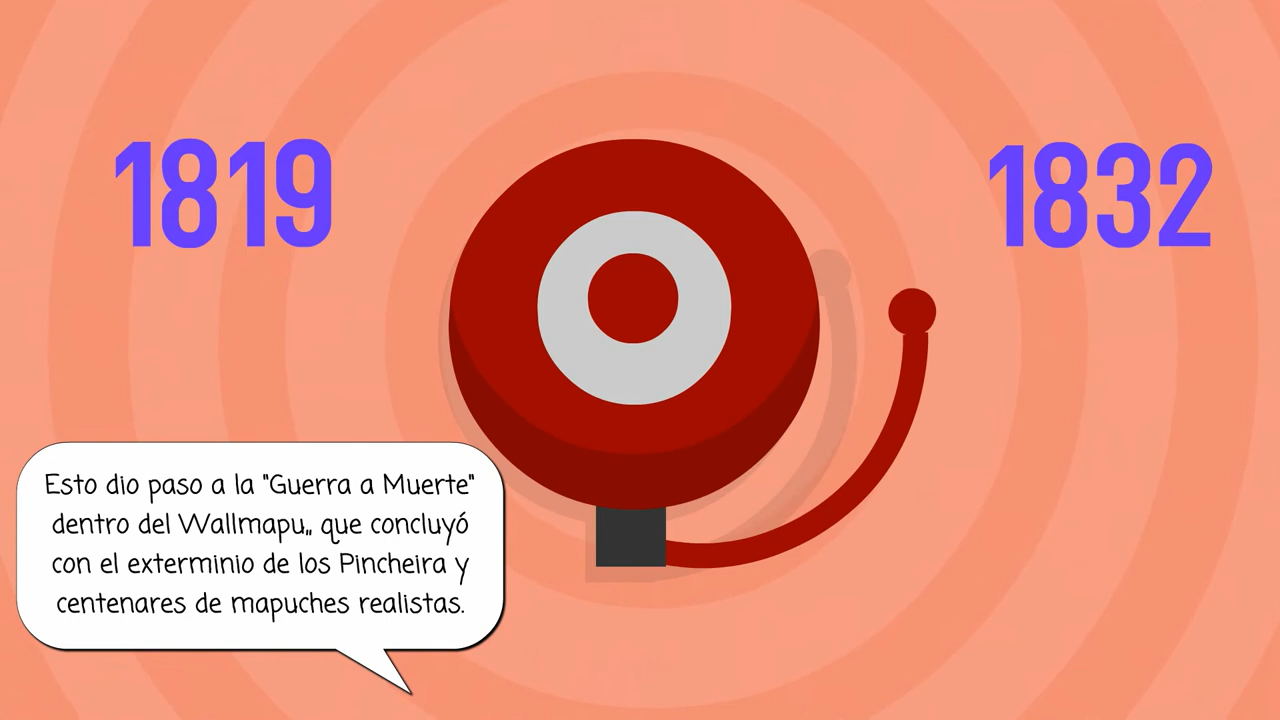 1819
1832
Esto dio paso a la "Guerra a Muerte"
dentro del Wallmapu,, que concluyó
con el exterminio de los Pincheira y
centenares de mapuches realistas.